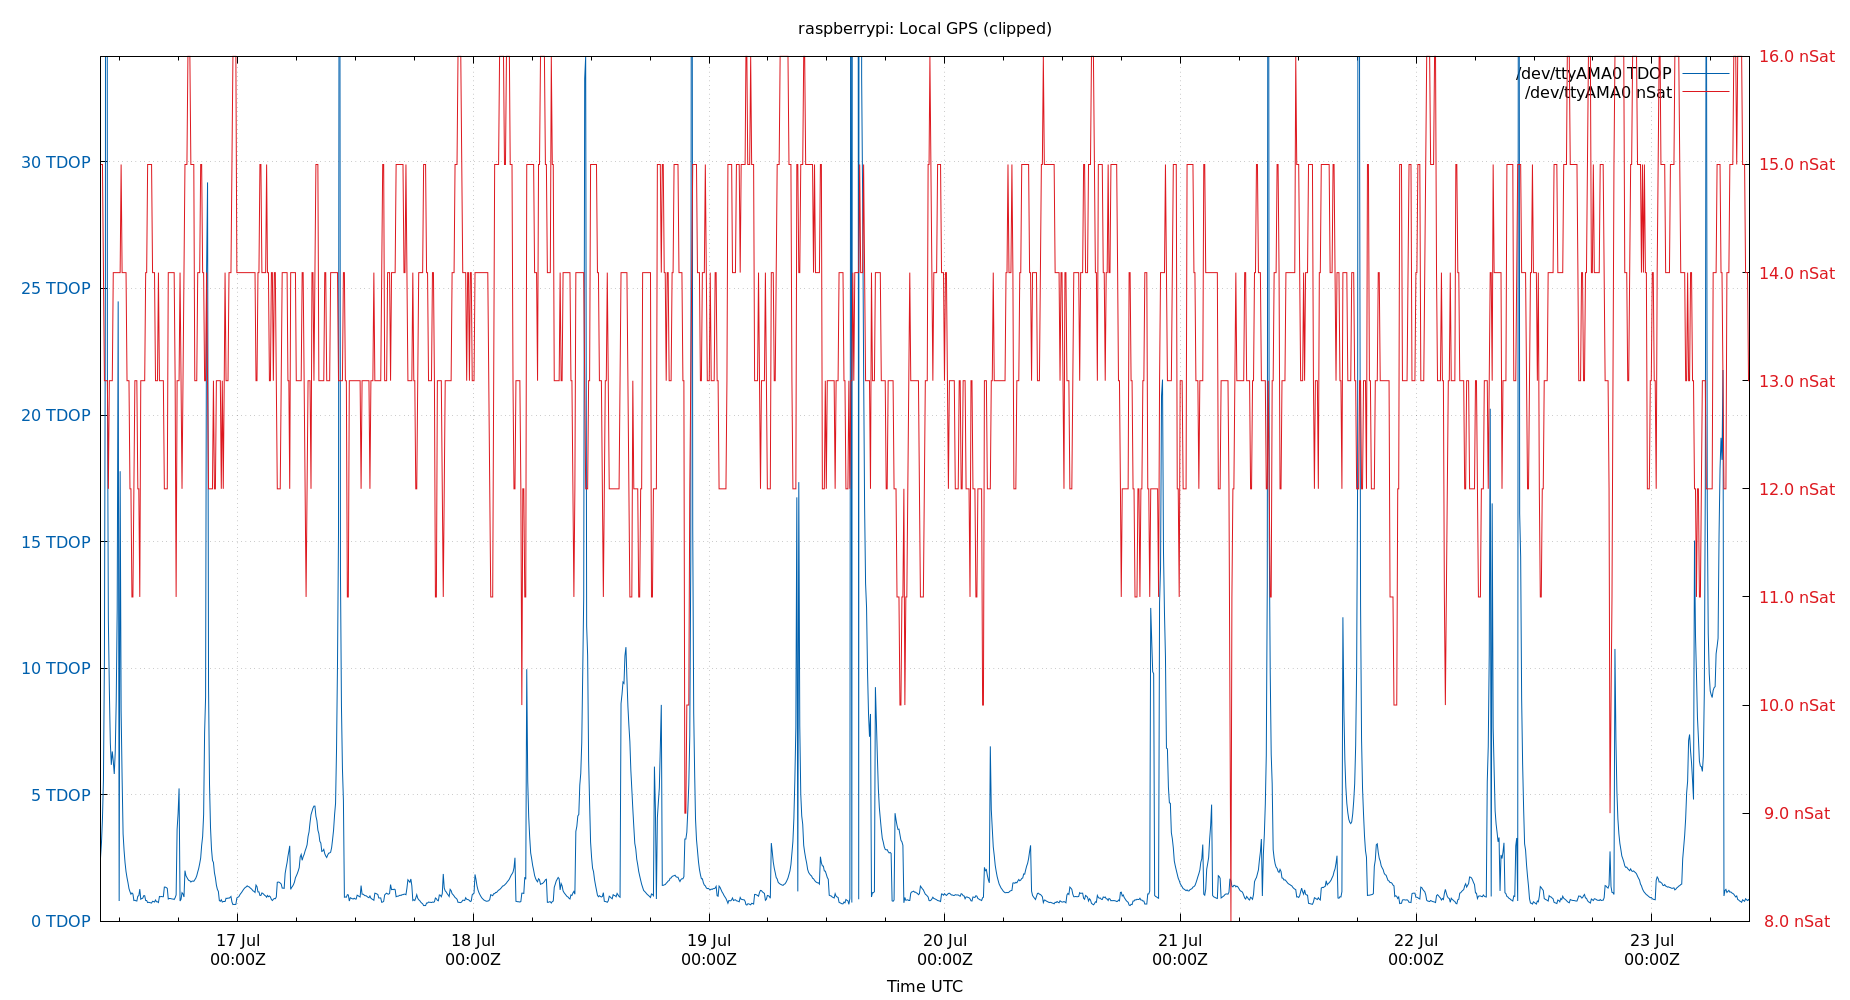 raspberrypi: Local GPS (clipped)
/dev/ttyAMA0 TDOP
/dev/ttyAMA0 nSat
30 TDOP
25 TDOP
20 TDOP
15 TDOP
10 TDOP
5 TDOP
0 TDOP
16.0 nSat
15.0 nSat
14.0 nSat
13.0 nSat
12.0 nSat
11.0 nSat
10.0 nSat
9.0 nSat
8.0 nSat
17 Jul
00:00Z
18 Jul
00:00Z
19 Jul
00:00Z
20 Jul
00:00Z
21 Jul
00:00Z
22 Jul
00:00Z
23 Jul
00:00Z
Time UTC